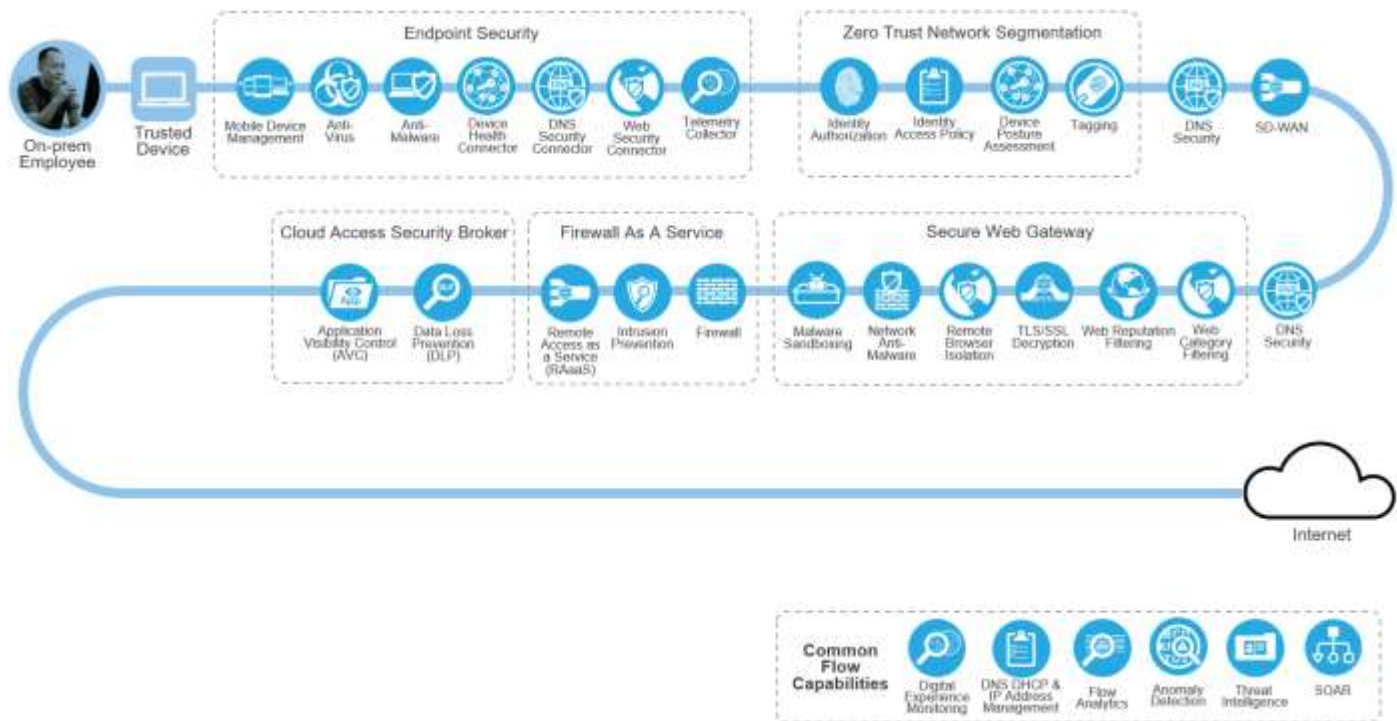 Endpoint Security
Zero Trust Network Segmentation
On-prem
Employee
Trusted
Device
Mobile Device
Management
Anti-
Virus
Anti-
Malware
Device
Health
Connector
DNS
Security
Connector
Web
Security
Connector
Telemetry
Collector
Identity
Authorization
Identity
Access Policy
Device
Posture
Assessment
Tagging
DNS
Security
SD-WAN
Cloud Access Security Broker
Firewall As A Service
Secure Web Gateway
Application
Visibility Control
(AVC)
Data Loss
Prevention
(DLP)
Remote
Access as
a Service
(RAaaS)
Intrusion
Prevention
Firewall
Malware
Sandboxing
Network
Anti-
Malware
Remote
Browser
Isolation
TLS/SSL
Decryption
Web Reputation
Filtering
Web
Category
Filtering
DNS
Security
Internet
Common
Flow
Capabilities
Digital
Experience
Monitoring
DNS DHCP &
IP Address
Management
Flow
Analytics
Anomaly
Detection
Threat
Intelligence
SOAR